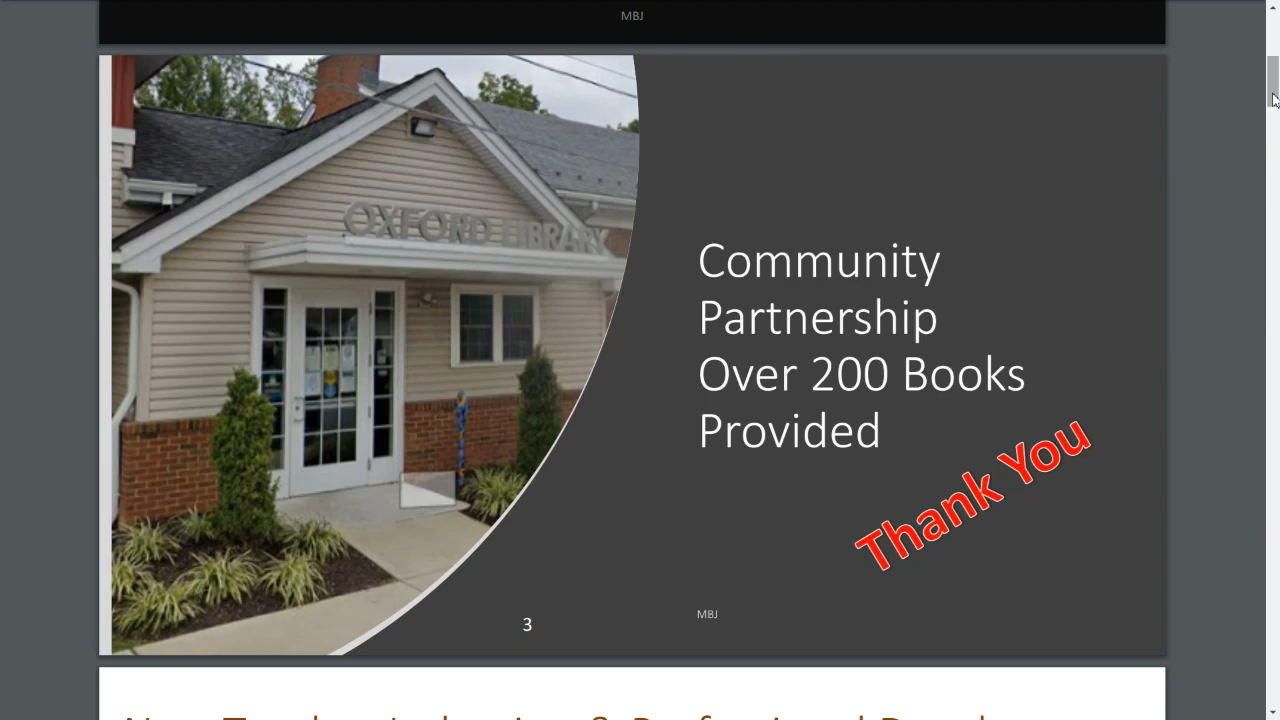 MBJ
OXFORD LIBRARY
Community
Partnership
Over 200 Books
Provided
Thank You
MBJ
3